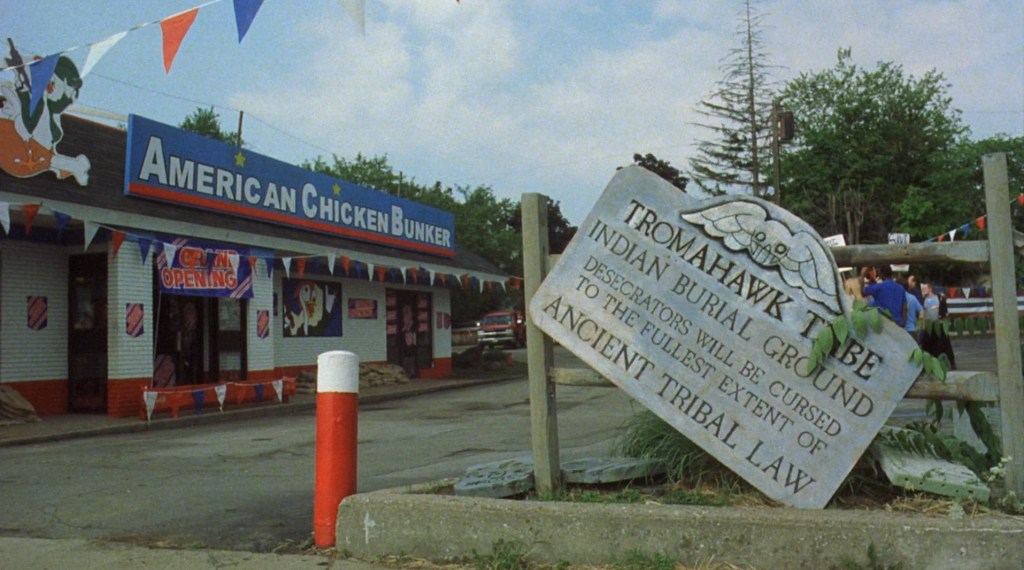 AMERICAN CHICKEN BUNKER
GRAND
OPENING
TROMAHAWK TRIBE
INDIAN BURIAL GROUND
DESECRATORS WILL BE CURSED
TO THE FULLEST EXTENT OF
ANCIENT TRIBAL LAW